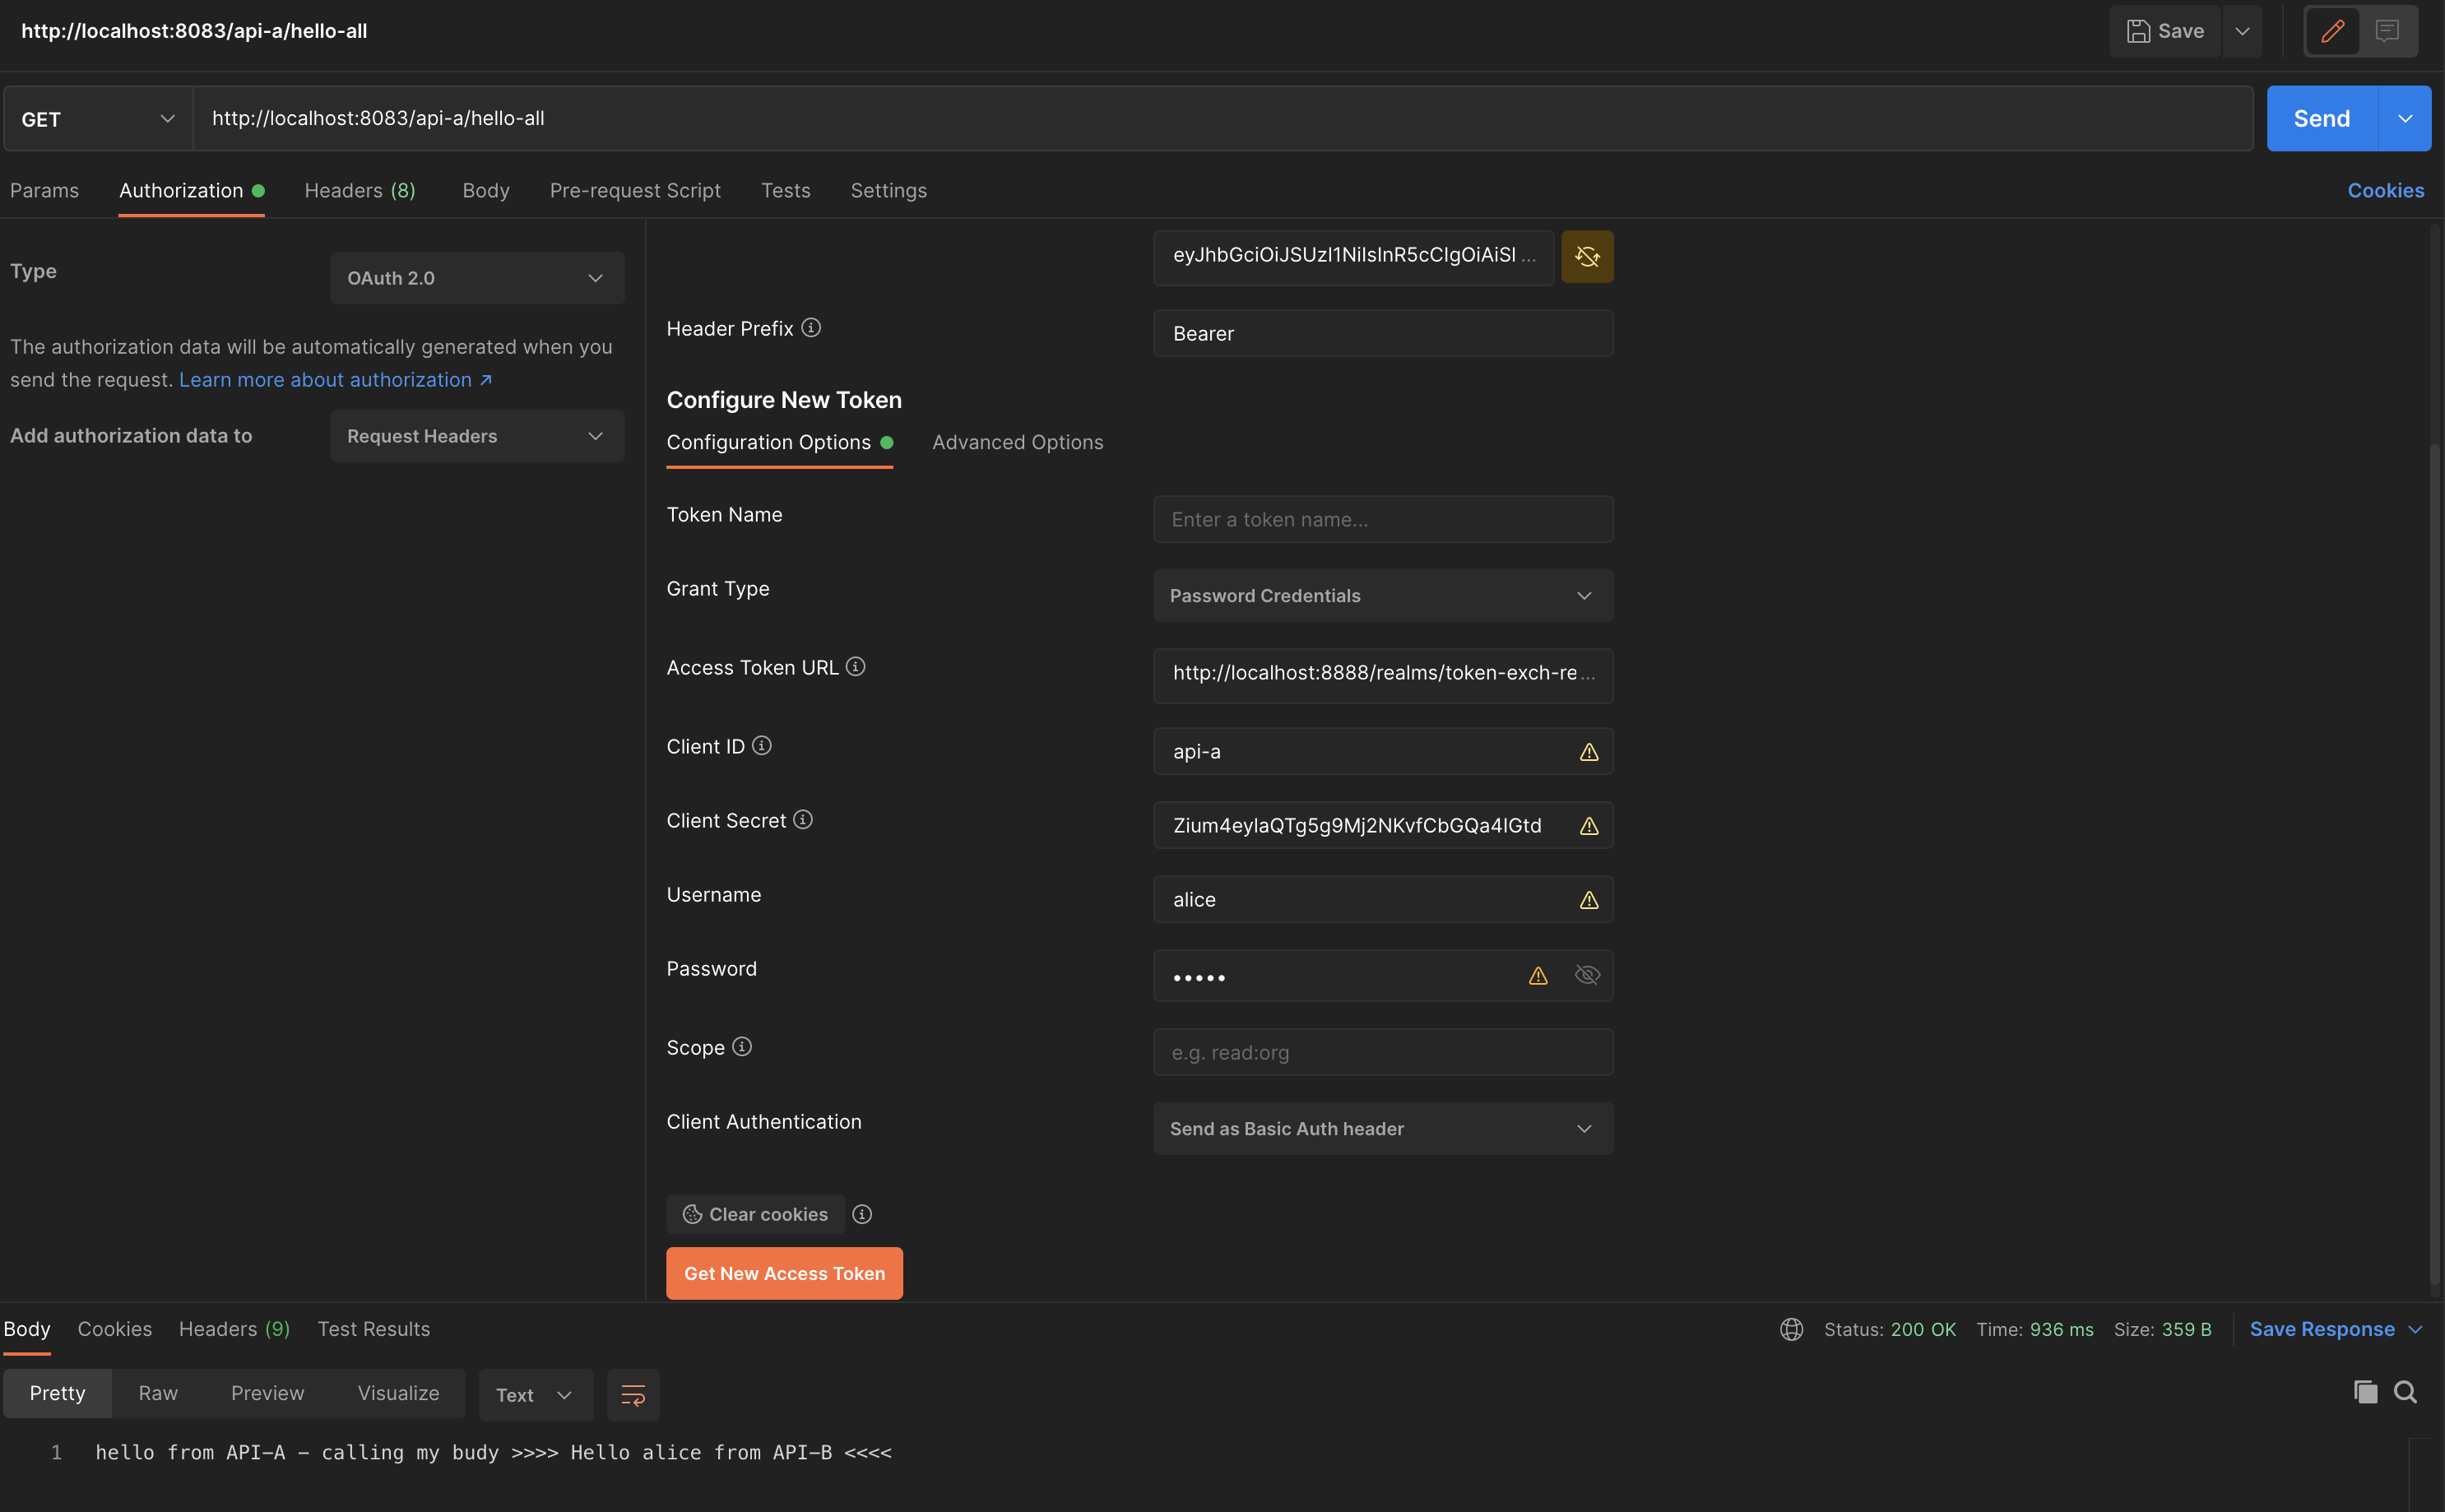 http://localhost:8083/api-a/hello-all
Save
GET
http://localhost:8083/api-a/hello-all
Send
Params
Authorization
Headers (8)
Body
Pre-request Script
Tests
Settings
Cookies
Type
OAuth 2.0
The authorization data will be automatically generated when you
send the request. Learn more about authorization ↗
Add authorization data to
Request Headers
eyJhbGciOiJSUzI1NiIsInR5cCIgOiAiSl ...
Header Prefix
Bearer
Configure New Token
Configuration Options
Advanced Options
Token Name
Enter a token name...
Grant Type
Password Credentials
Access Token URL
http://localhost:8888/realms/token-exch-re...
Client ID
api-a
Client Secret
Zium4eylaQTg5g9Mj2NKvfCbGQa4lGtd
Username
alice
Password
•••••
Scope
e.g. read:org
Client Authentication
Send as Basic Auth header
Clear cookies
Get New Access Token
Body
Cookies
Headers (9)
Test Results
Status: 200 OK
Time: 936 ms
Size: 359 B
Save Response
Pretty
Raw
Preview
Visualize
Text
1 hello from API-A - calling my budy >>>> Hello alice from API-B <<<<